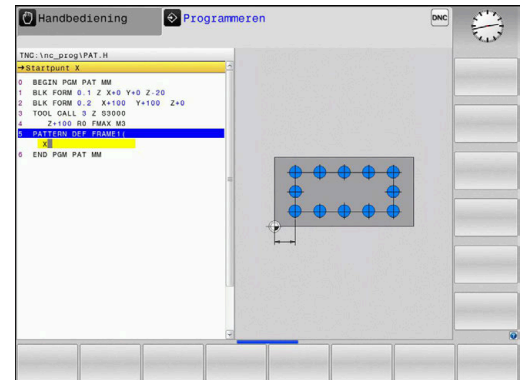 Handbediening
Programmeren
DNC
TNC:\nc_prog\PAT.H
→Startpunt X
0 BEGIN PGM PAT MM
1 BLK FORM 0.1 Z X+0 Y+0 Z-20
2 BLK FORM 0.2 X+100 Y+100 Z+0
3 TOOL CALL 3 Z S3000
4 Z+100 R0 FMAX M3
5 PATTERN DEF FRAME1(
X
6 END PGM PAT MM